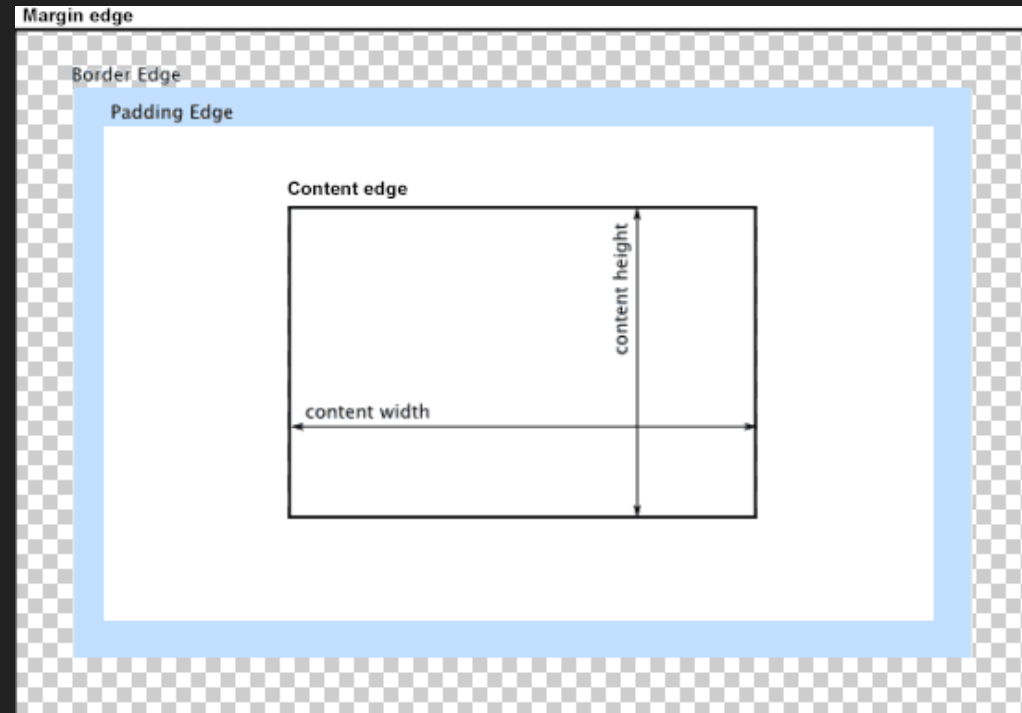 Margin edge
Border Edge
Padding Edge
Content edge
content height
content width